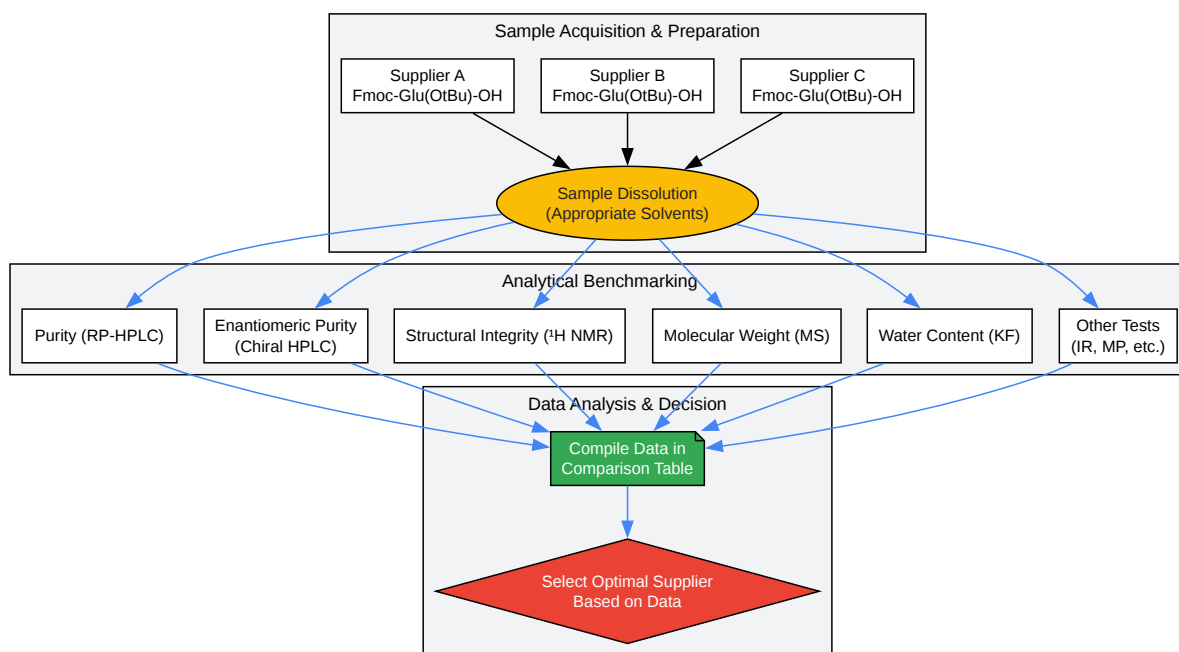 Sample Acquisition & Preparation
Supplier A
Fmoc-Glu(OtBu)-OH
Supplier B
Fmoc-Glu(OtBu)-OH
Supplier C
Fmoc-Glu(OtBu)-OH
Sample Dissolution
(Appropriate Solvents)
Analytical Benchmarking
Purity (RP-HPLC)
Enantiomeric Purity
(Chiral HPLC)
Structural Integrity (¹H NMR)
Molecular Weight (MS)
Water Content (KF)
Other Tests
(IR, MP, etc.)
Data Analysis & Decision
Compile Data in
Comparison Table
Select Optimal Supplier
Based on Data